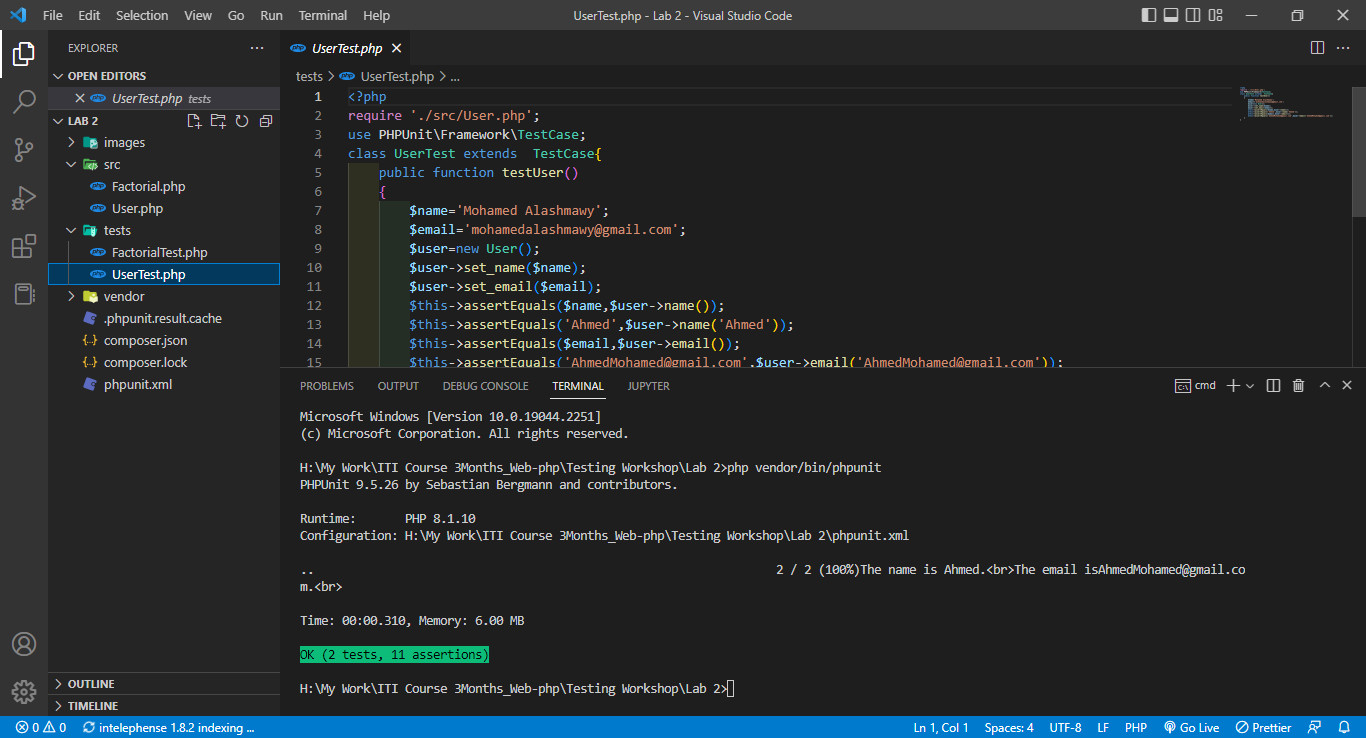 File Edit Selection View Go Run Terminal Help UserTest.php - Lab 2 - Visual Studio Code
EXPLORER
OPEN EDITORS
UserTest.php tests
LAB 2
images
src
Factorial.php
User.php
tests
FactorialTest.php
UserTest.php
vendor
.phpunit.result.cache
composer.json
composer.lock
phpunit.xml
OUTLINE
TIMELINE
UserTest.php
tests > UserTest.php > ...
1 <?php
2 require './src/User.php';
3 use PHPUnit\Framework\TestCase;
4 class UserTest extends  TestCase{
5 public function testUser()
6 {
7 $name='Mohamed Alashmawy';
8 $email='mohamedalashmawy@gmail.com';
9 $user=new User();
10 $user->set_name($name);
11 $user->set_email($email);
12 $this->assertEquals($name,$user->name());
13 $this->assertEquals('Ahmed',$user->name('Ahmed'));
14 $this->assertEquals($email,$user->email());
15 $this->assertEquals('AhmedMohamed@gmail.com',$user->email('AhmedMohamed@gmail.com'));
PROBLEMS OUTPUT DEBUG CONSOLE TERMINAL JUPYTER cmd
Microsoft Windows [Version 10.0.19044.2251]
(c) Microsoft Corporation. All rights reserved.
H:\My Work\ITI Course 3Months_Web-php\Testing Workshop\Lab 2>php vendor/bin/phpunit
PHPUnit 9.5.26 by Sebastian Bergmann and contributors.
Runtime:       PHP 8.1.10
Configuration: H:\My Work\ITI Course 3Months_Web-php\Testing Workshop\Lab 2\phpunit.xml
.. 2 / 2 (100%)The name is Ahmed.<br>The email isAhmedMohamed@gmail.co
m.<br>
Time: 00:00.310, Memory: 6.00 MB
OK (2 tests, 11 assertions)
H:\My Work\ITI Course 3Months_Web-php\Testing Workshop\Lab 2>
0 0 intelephense 1.8.2 indexing ... Ln 1, Col 1 Spaces: 4 UTF-8 LF PHP Go Live Prettier